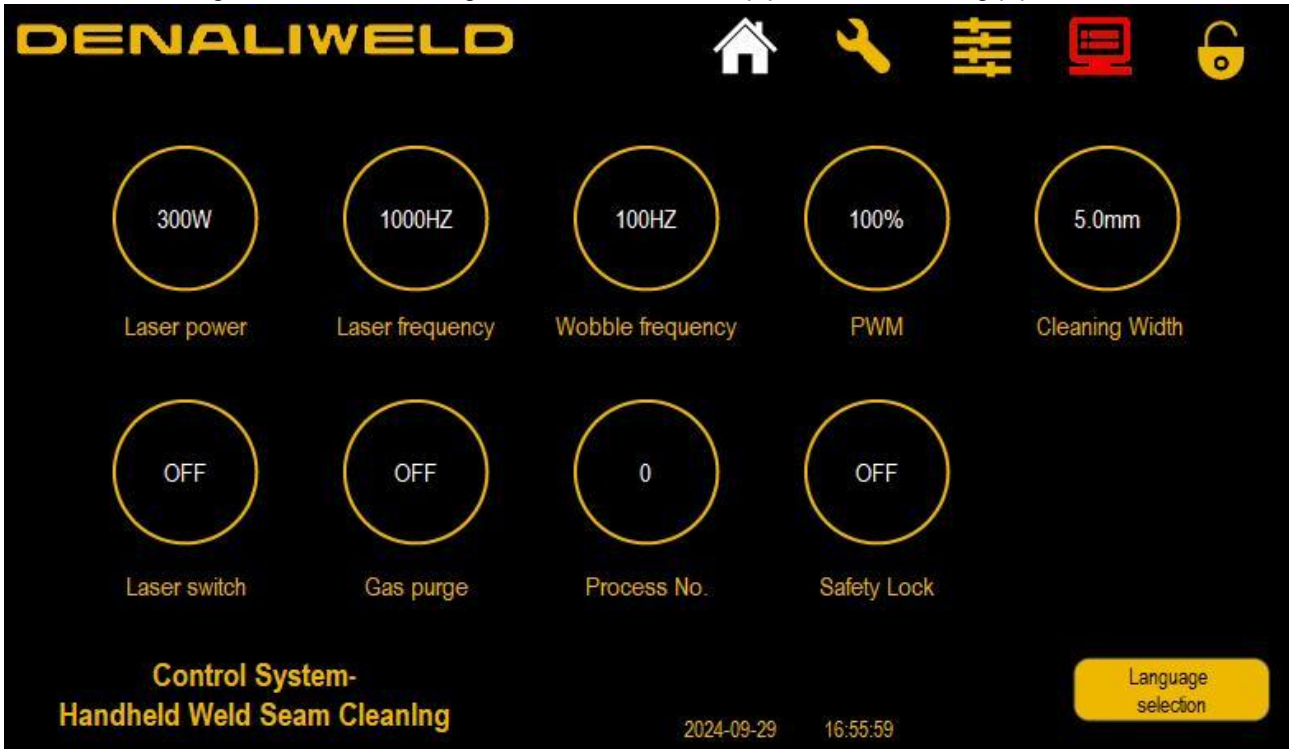 DENALIWELD
300W
1000HZ
100HZ
100%
5.0mm
Laser power
Laser frequency
Wobble frequency
PWM
Cleaning Width
OFF
OFF
0
OFF
Laser switch
Gas purge
Process No.
Safety Lock
Control System-
Handheld Weld Seam CleanIng
2024-09-29
16:55:59
Language
selection